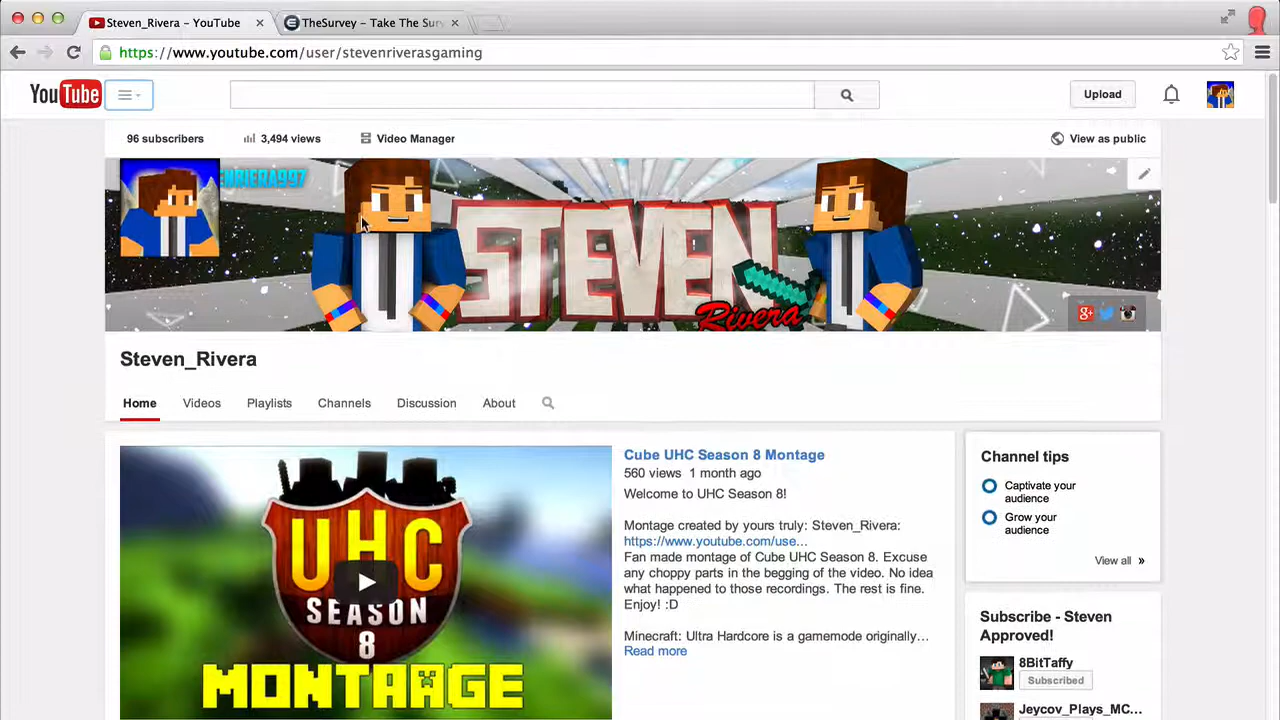 Steven_Rivera - YouTube
TheSurvey - Take The Sur
https://www.youtube.com/user/stevenriverasgaming
YouTube
Upload
96 subscribers
3,494 views
Video Manager
View as public
STEVEN
Rivera
g+
Steven_Rivera
Home
Videos
Playlists
Channels
Discussion
About
UHC
SEASON
8
MONTAAGE
Cube UHC Season 8 Montage
560 views 1 month ago
Welcome to UHC Season 8!
Montage created by yours truly: Steven_Rivera:
https://www.youtube.com/use...
Fan made montage of Cube UHC Season 8. Excuse
any choppy parts in the begging of the video. No idea
what happened to those recordings. The rest is fine.
Enjoy! :D
Minecraft: Ultra Hardcore is a gamemode originally...
Read more
Channel tips
Captivate your
audience
Grow your
audience
View all »
Subscribe - Steven
Approved!
8BitTaffy
Subscribed
Jeycov_Plays_MC...